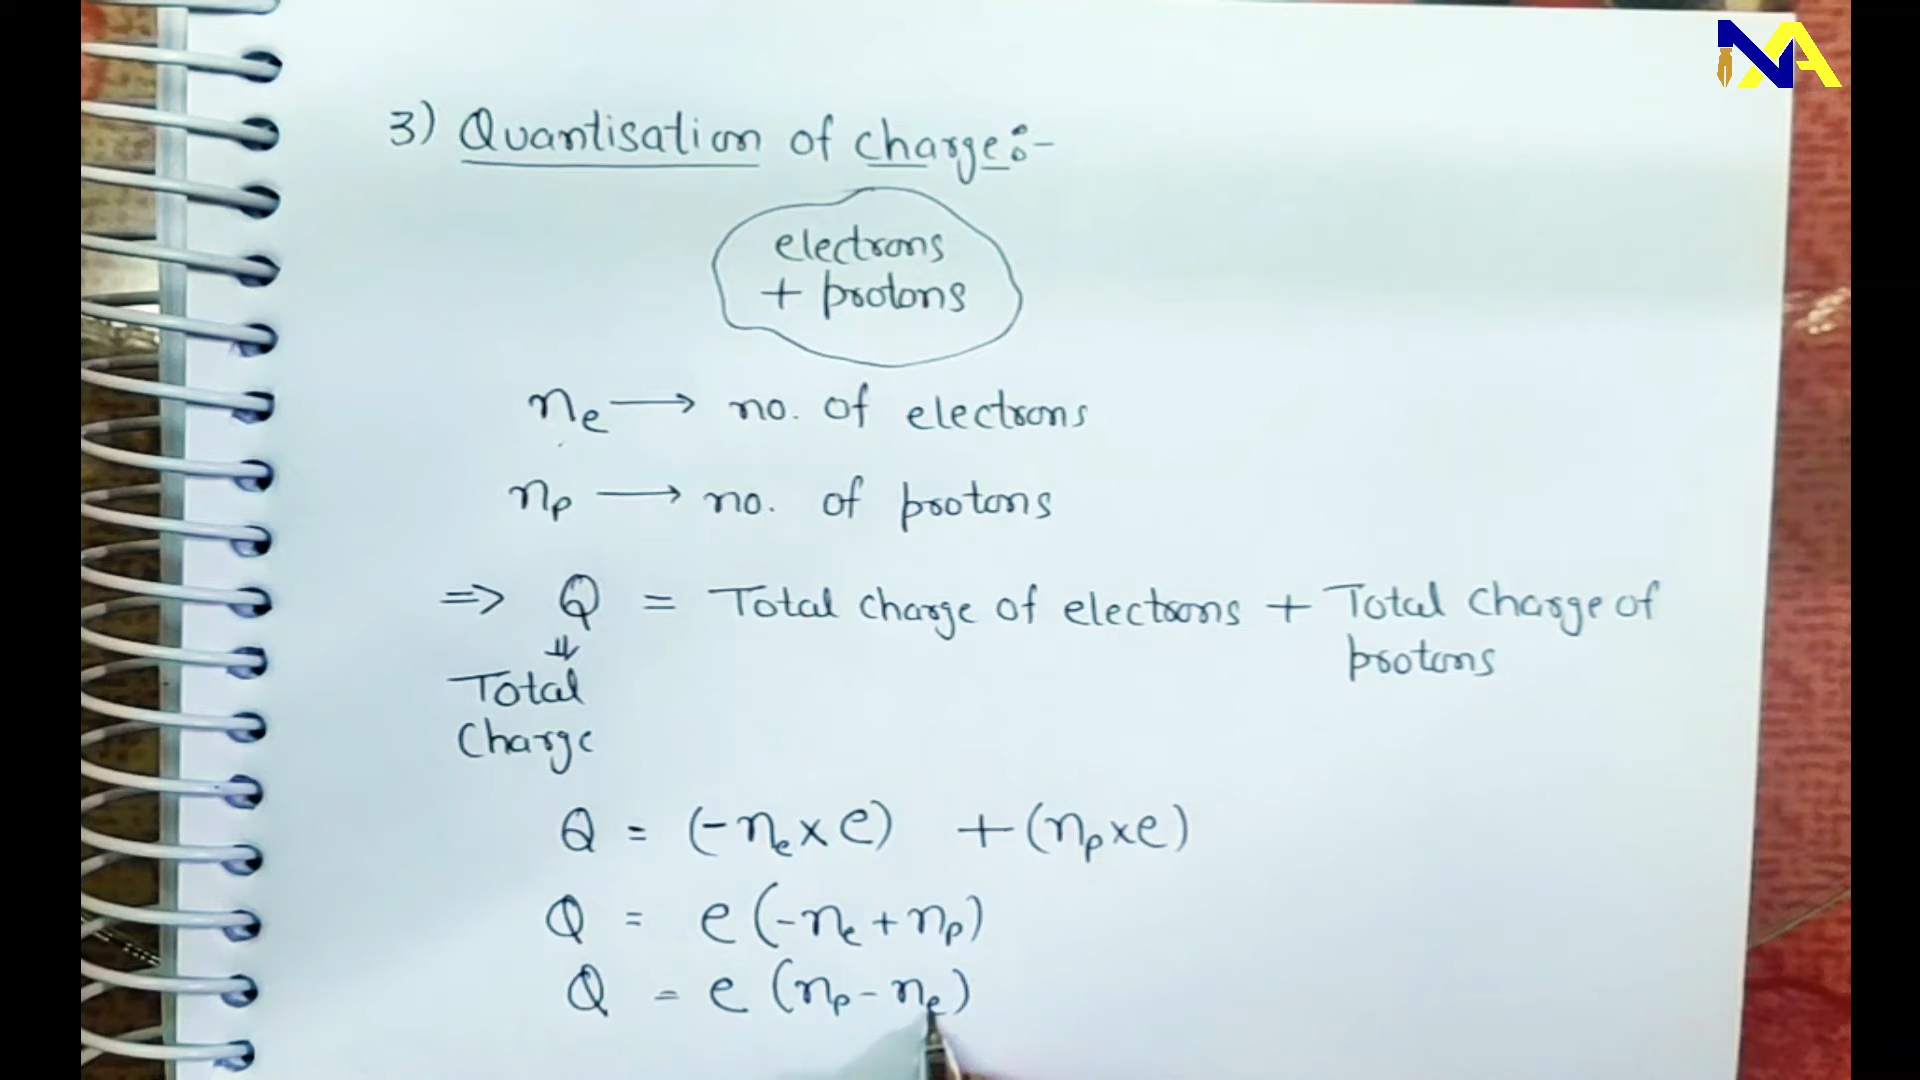 NA
3) Quantisation of charge:-
electrons
+ protons
ne → no. of electrons
np → no. of protons
⇒ Q = Total charge of electrons + Total charge of
protons
⇓
Total
Charge
Q = (-ne×e) + (np×e)
Q = e(-ne+np)
Q = e (np-ne)